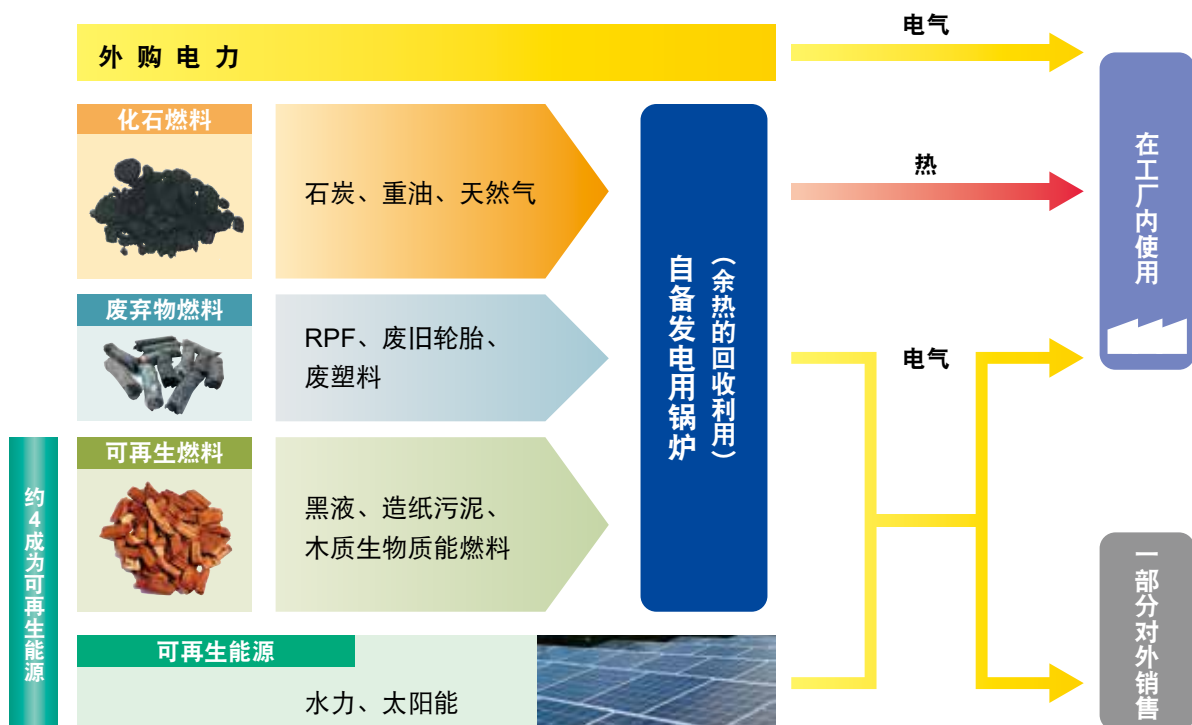 外购电力
电气
化石燃料
石炭、重油、天然气
热
在工厂内使用
废弃物燃料
RPF、废旧轮胎、
废塑料
自备发电用锅炉
（余热的回收利用）
电气
可再生燃料
黑液、造纸污泥、
木质生物质能燃料
约4成为可再生能源
可再生能源
水力、太阳能
一部分对外销售